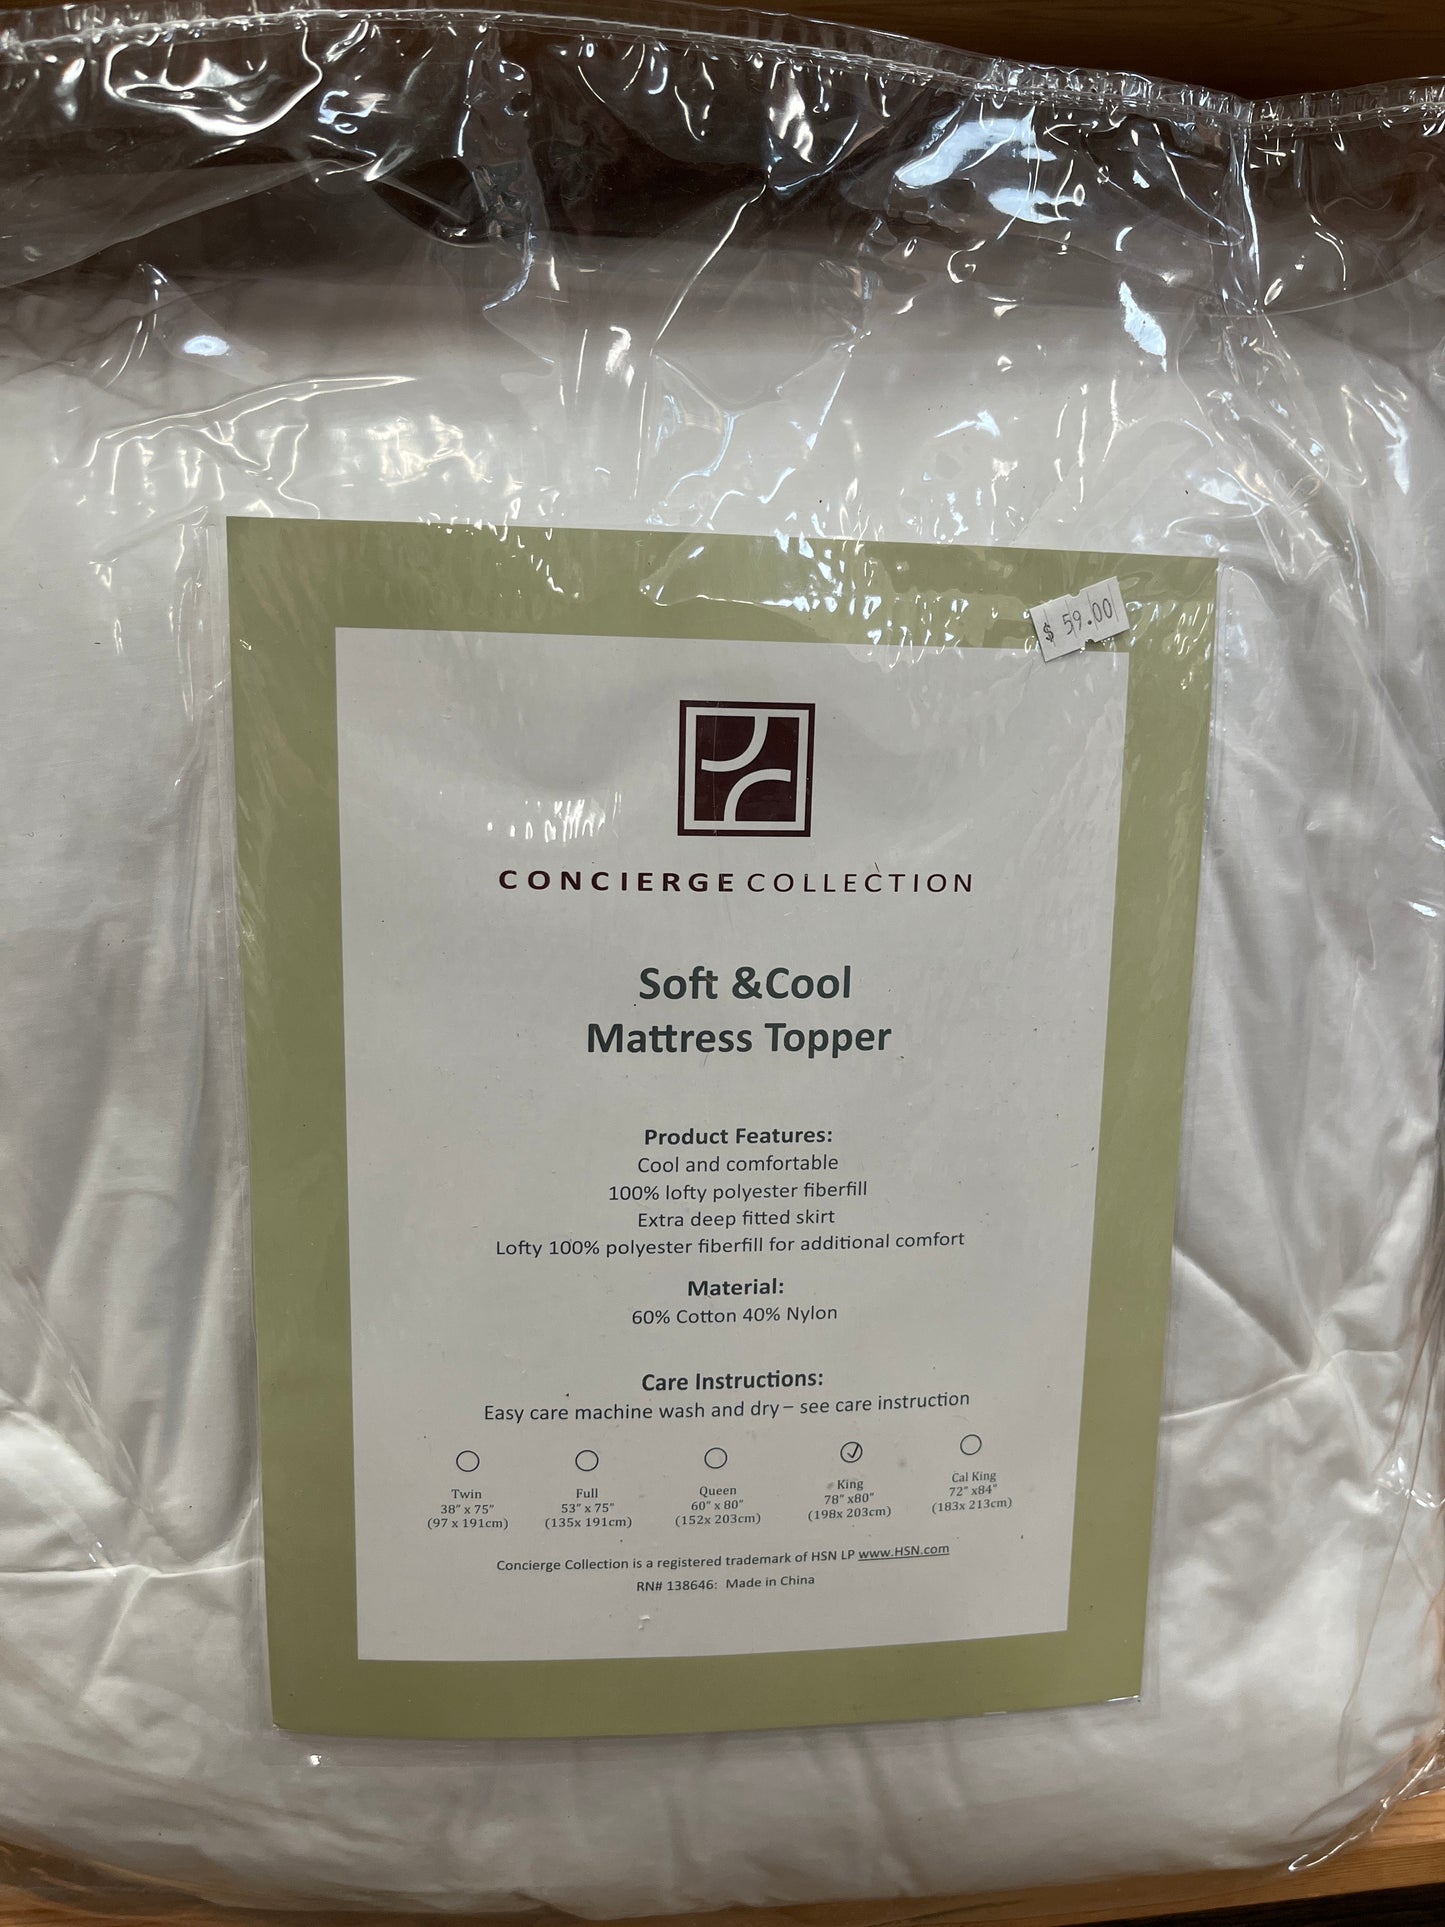 $ 59.00
CONCIERGE COLLECTION
Soft &Cool
Mattress Topper
Product Features:
Cool and comfortable
100% lofty polyester fiberfill
Extra deep fitted skirt
Lofty 100% polyester fiberfill for additional comfort
Material:
60% Cotton 40% Nylon
Care Instructions:
Easy care machine wash and dry – see care instruction
Twin
38" x 75"
(97 x 191cm)
Full
53" x 75"
(135x 191cm)
Queen
60" x 80"
(152x 203cm)
King
78" x80"
(198x 203cm)
Cal King
72" x84"
(183x 213cm)
Concierge Collection is a registered trademark of HSN LP www.HSN.com
RN# 138646: Made in China